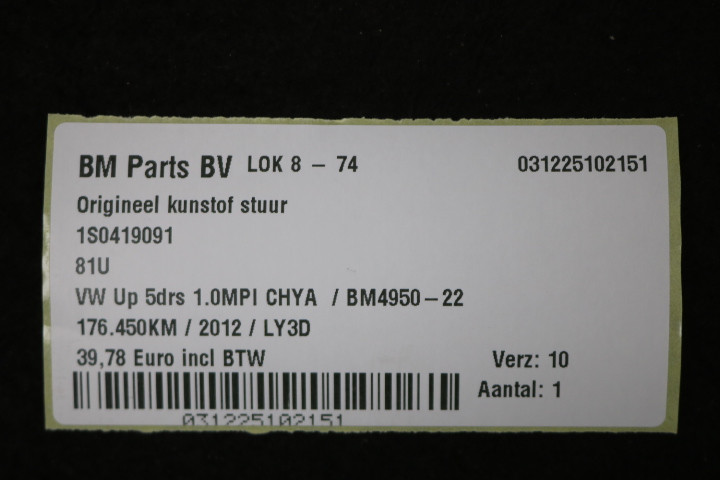 BM Parts BV LOK 8 – 74 031225102151
Origineel kunstof stuur
1S0419091
81U
VW Up 5drs 1.0MPI CHYA / BM4950–22
176.450KM / 2012 / LY3D
39,78 Euro incl BTW Verz: 10
Aantal: 1
031225102151